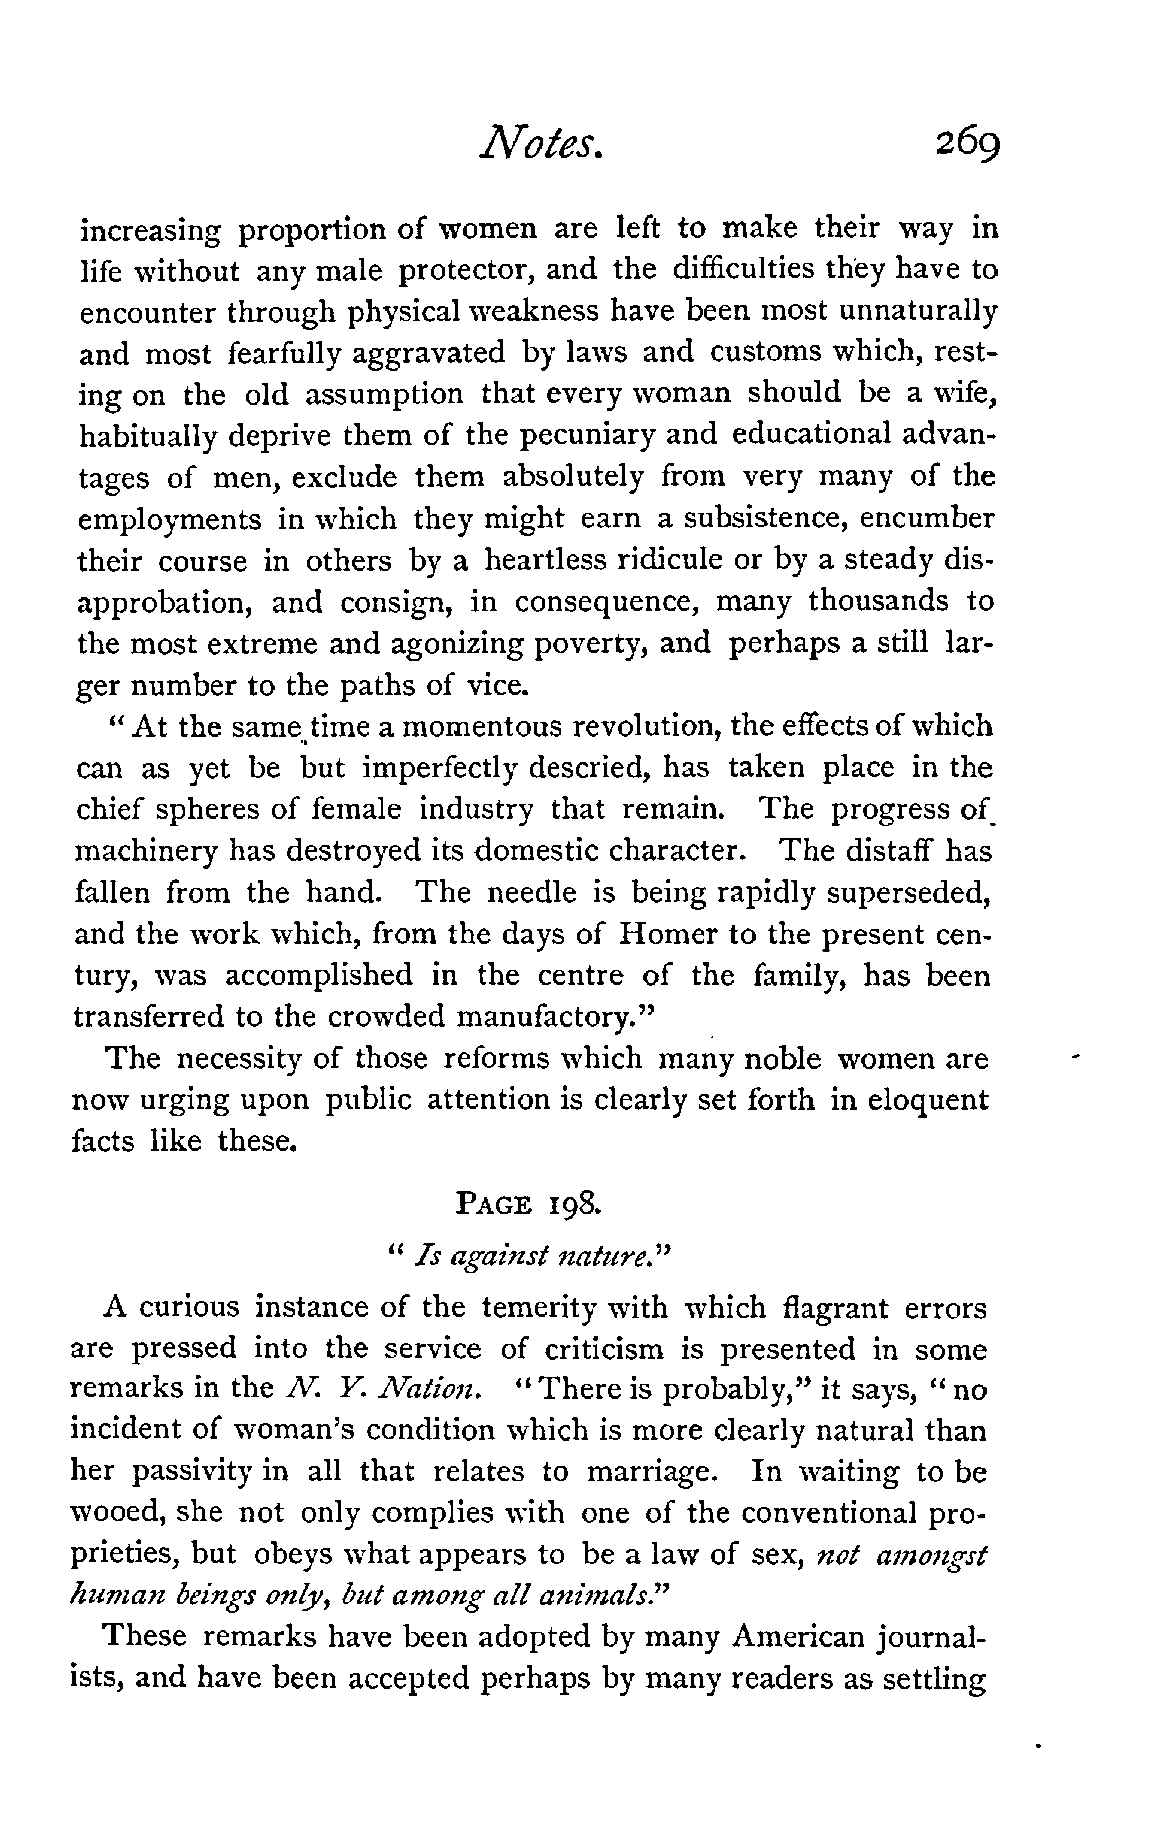 Notes. 269
increasing proportion of women are left to make their way in
life without any male protector, and the difficulties they have to
encounter through physical weakness have been most unnaturally
and most fearfully aggravated by laws and customs which, rest-
ing on the old assumption that every woman should be a wife,
habitually deprive them of the pecuniary and educational advan-
tages of men, exclude them absolutely from very many of the
employments in which they might earn a subsistence, encumber
their course in others by a heartless ridicule or by a steady dis-
approbation, and consign, in consequence, many thousands to
the most extreme and agonizing poverty, and perhaps a still lar-
ger number to the paths of vice.
"At the same time a momentous revolution, the effects of which
can as yet be but imperfectly descried, has taken place in the
chief spheres of female industry that remain. The progress of
machinery has destroyed its domestic character. The distaff has
fallen from the hand. The needle is being rapidly superseded,
and the work which, from the days of Homer to the present cen-
tury, was accomplished in the centre of the family, has been
transferred to the crowded manufactory."
The necessity of those reforms which many noble women are
now urging upon public attention is clearly set forth in eloquent
facts like these.
PAGE 198.
"Is against nature."
A curious instance of the temerity with which flagrant errors
are pressed into the service of criticism is presented in some
remarks in the N. Y. Nation. "There is probably," it says, "no
incident of woman's condition which is more clearly natural than
her passivity in all that relates to marriage. In waiting to be
wooed, she not only complies with one of the conventional pro-
prieties, but obeys what appears to be a law of sex, not amongst
human beings only, but among all animals."
These remarks have been adopted by many American journal-
ists, and have been accepted perhaps by many readers as settling